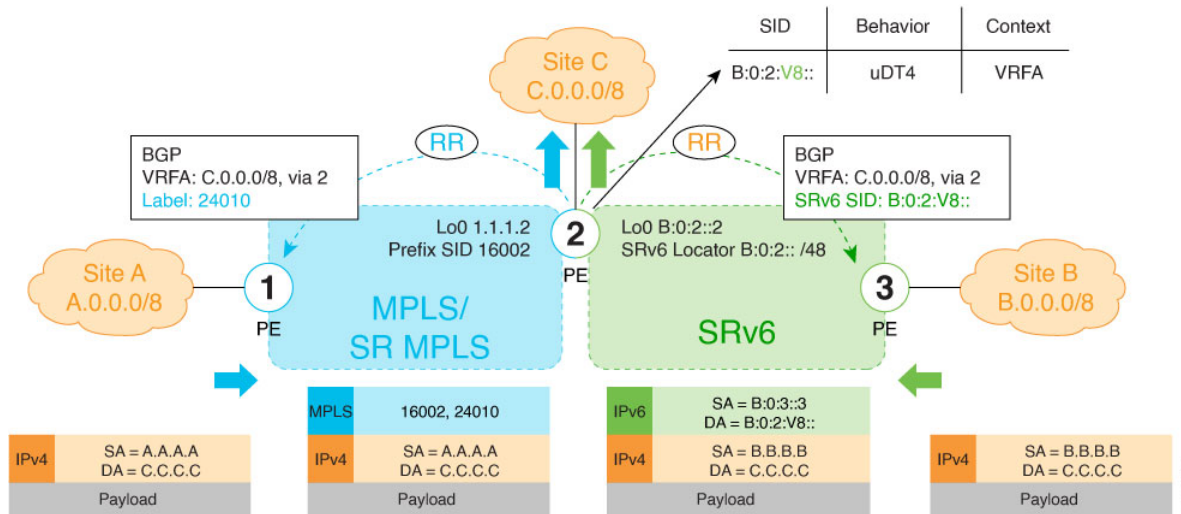 SID Behavior Context
B:0:2:V8:: uDT4 VRFA
Site C
C.0.0.0/8
RR
RR
BGP
VRFA: C.0.0.0/8, via 2
Label: 24010
BGP
VRFA: C.0.0.0/8, via 2
SRv6 SID: B:0:2:V8::
Lo0 1.1.1.2
Prefix SID 16002
2
PE
Lo0 B:0:2::2
SRv6 Locator B:0:2:: /48
Site A
A.0.0.0/8
1
PE
MPLS/
SR MPLS
SRv6
3
PE
Site B
B.0.0.0/8
MPLS 16002, 24010
IPv6 SA = B:0:3::3
DA = B:0:2:V8::
IPv4 SA = A.A.A.A
DA = C.C.C.C
Payload
IPv4 SA = A.A.A.A
DA = C.C.C.C
Payload
IPv4 SA = B.B.B.B
DA = C.C.C.C
Payload
IPv4 SA = B.B.B.B
DA = C.C.C.C
Payload